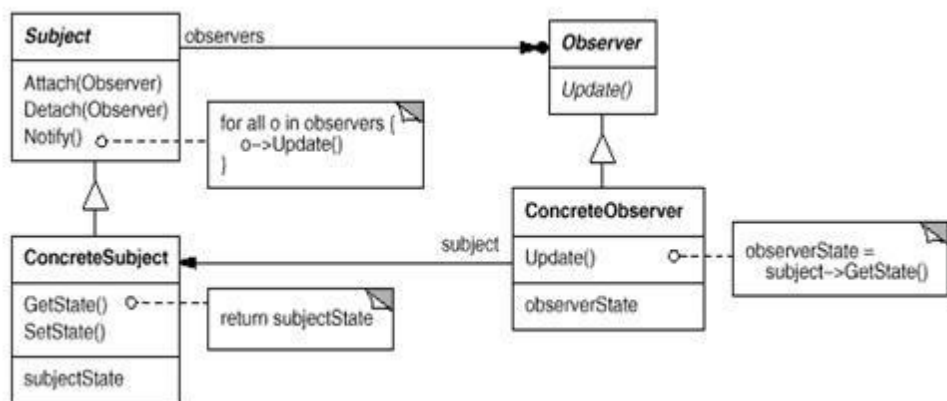 Subject
Attach(Observer)
Detach(Observer)
Notify()
observers
Observer
Update()
for all o in observers {
o->Update()
}
ConcreteSubject
GetState()
SetState()
subjectState
return subjectState
subject
ConcreteObserver
Update()
observerState
observerState =
subject->GetState()